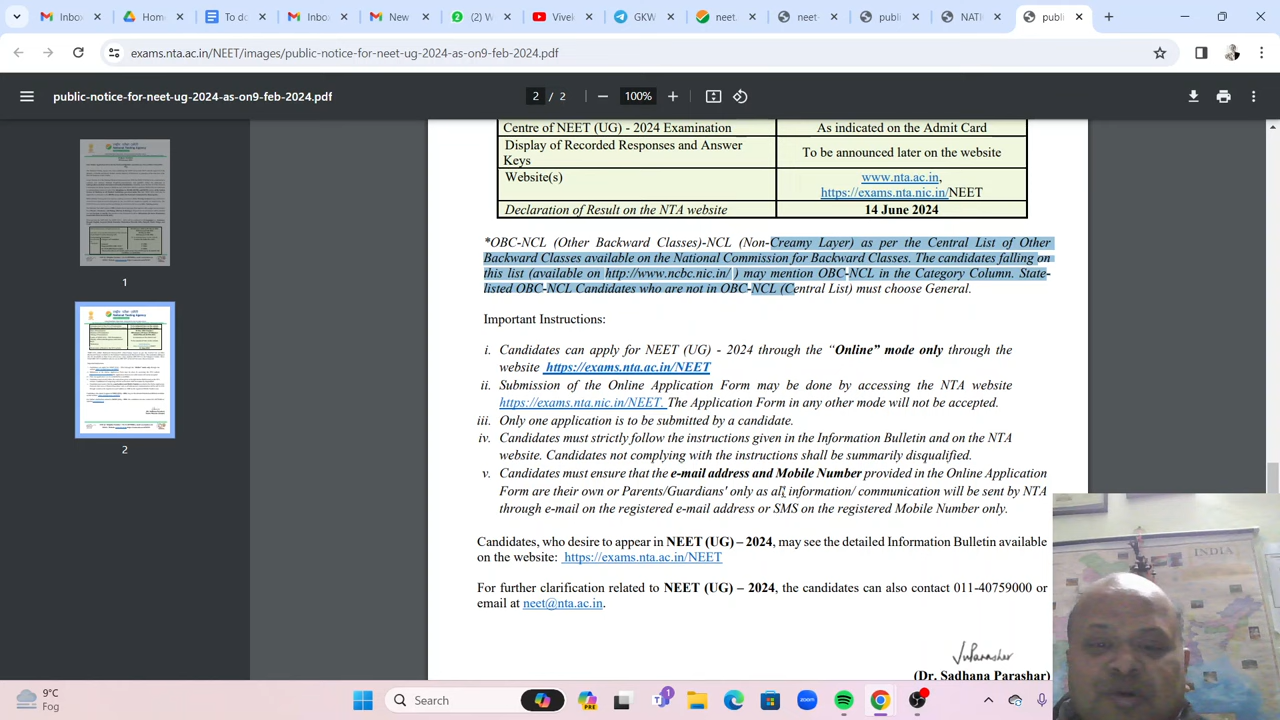 Inbox
Home
To do
Inbox
New
(2) W
Vivek
GKW
neet.
neet-
NATI
publ
exams.nta.ac.in/NEET/images/public-notice-for-neet-ug-2024-as-on9-feb-2024.pdf
public-notice-for-neet-ug-2024-as-on9-feb-2024.pdf
2 / 2
100%
1
2
Centre of NEET (UG) - 2024 Examination As indicated on the Admit Card
Display of Recorded Responses and Answer
Keys To be announced later on the website
Website(s) www.nta.ac.in,
https://exams.nta.nic.in/NEET
Declaration of Result on the NTA website 14 June 2024
*OBC-NCL (Other Backward Classes)-NCL (Non-Creamy Layer) as per the Central List of Other
Backward Classes available on the National Commission for Backward Classes. The candidates falling on
this list (available on http://www.ncbc.nic.in/ ) may mention OBC-NCL in the Category Column. State-
listed OBC-NCL Candidates who are not in OBC-NCL (Central List) must choose General.
Important Instructions:
i. Candidates can apply for NEET (UG) - 2024 through the “Online” mode only through the
website https://exams.nta.ac.in/NEET
ii. Submission of the Online Application Form may be done by accessing the NTA website
https://exams.nta.nic.in/NEET. The Application Form in any other mode will not be accepted.
iii. Only one application is to be submitted by a candidate.
iv. Candidates must strictly follow the instructions given in the Information Bulletin and on the NTA
website. Candidates not complying with the instructions shall be summarily disqualified.
v. Candidates must ensure that the e-mail address and Mobile Number provided in the Online Application
Form are their own or Parents/Guardians' only as all information/ communication will be sent by NTA
through e-mail on the registered e-mail address or SMS on the registered Mobile Number only.
Candidates, who desire to appear in NEET (UG) – 2024, may see the detailed Information Bulletin available
on the website: https://exams.nta.ac.in/NEET
For further clarification related to NEET (UG) – 2024, the candidates can also contact 011-40759000 or
email at neet@nta.ac.in.
(Dr. Sadhana Parashar)
INDIA
9°C
Fog
Search